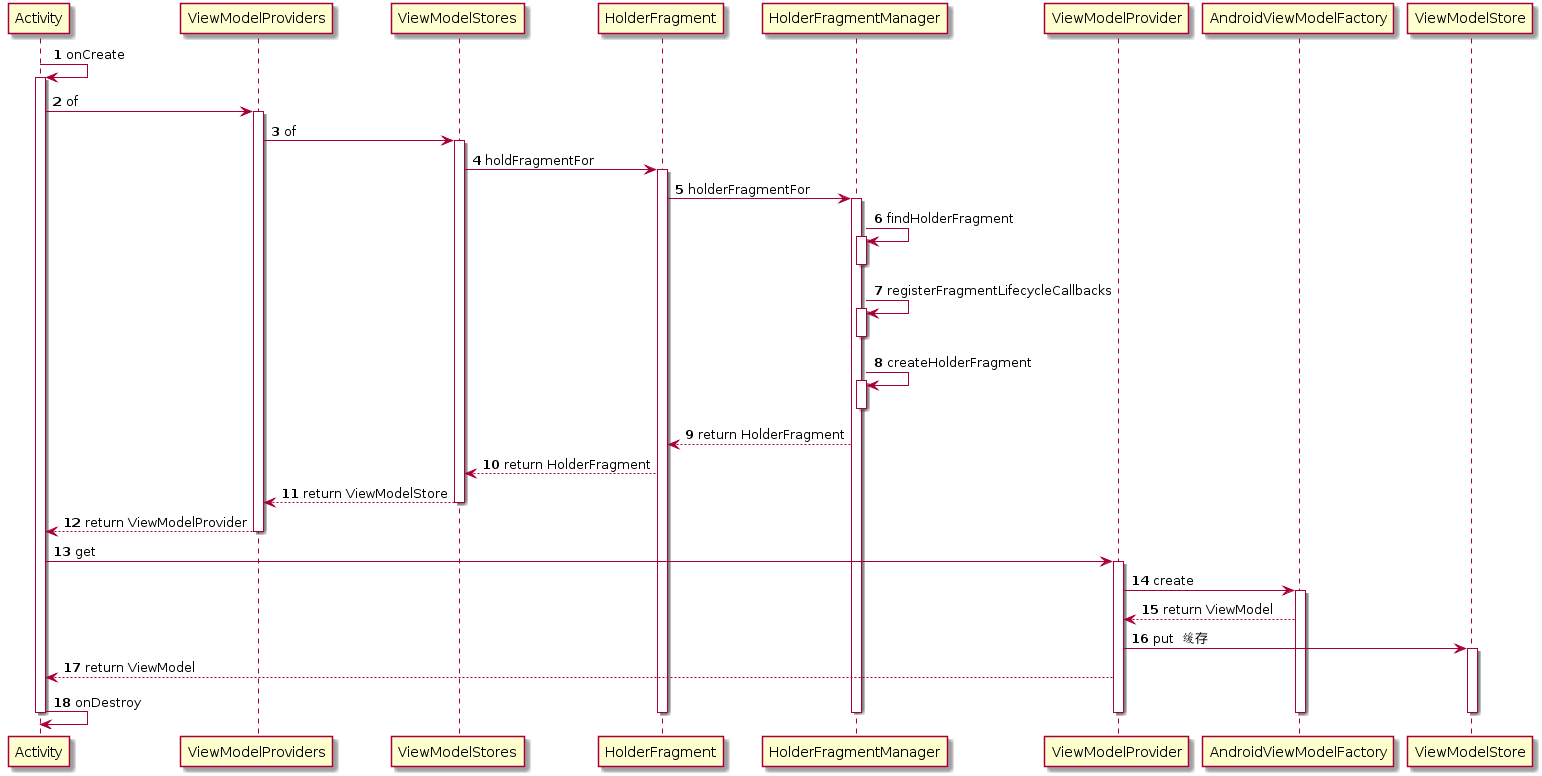 Activity
ViewModelProviders
ViewModelStores
HolderFragment
HolderFragmentManager
ViewModelProvider
AndroidViewModelFactory
ViewModelStore
1 onCreate
2 of
3 of
4 holdFragmentFor
5 holderFragmentFor
6 findHolderFragment
7 registerFragmentLifecycleCallbacks
8 createHolderFragment
9 return HolderFragment
10 return HolderFragment
11 return ViewModelStore
12 return ViewModelProvider
13 get
14 create
15 return ViewModel
16 put 缓存
17 return ViewModel
18 onDestroy
Activity
ViewModelProviders
ViewModelStores
HolderFragment
HolderFragmentManager
ViewModelProvider
AndroidViewModelFactory
ViewModelStore